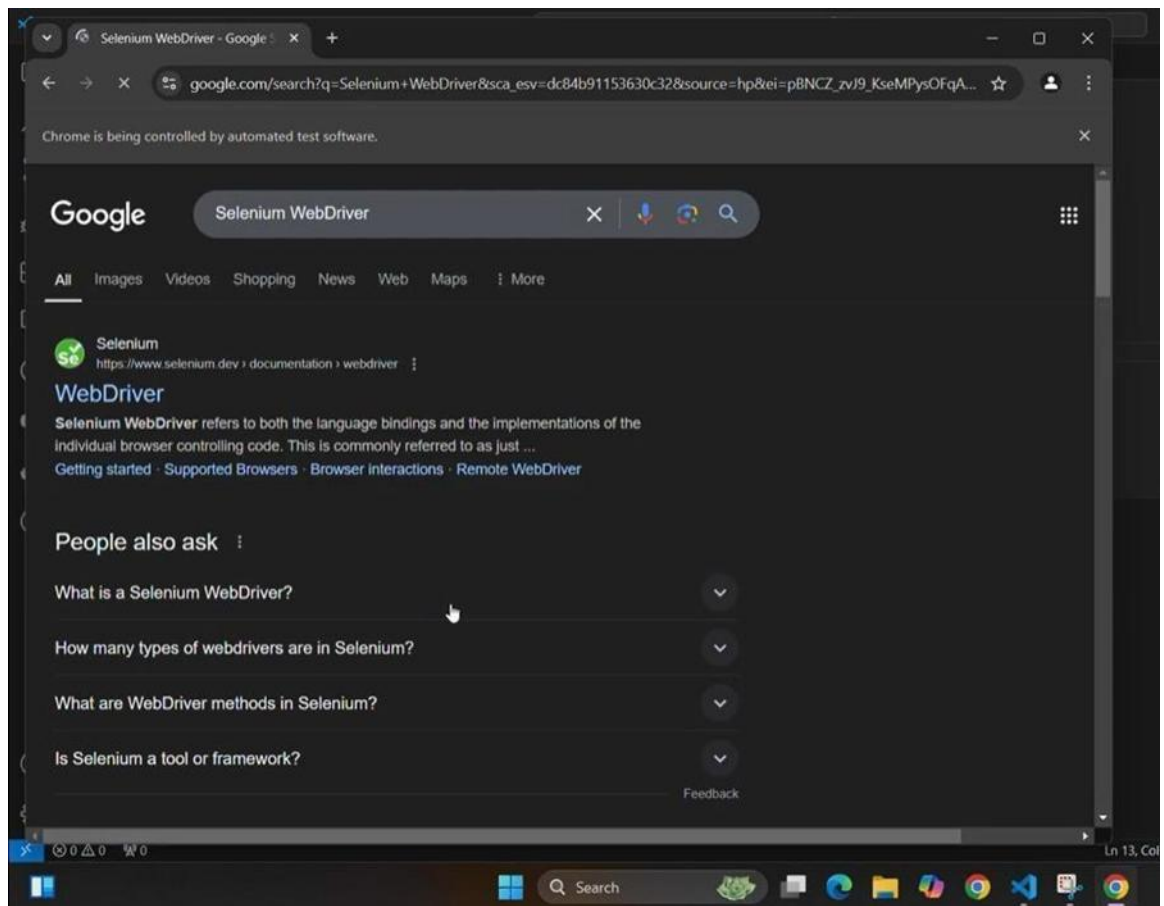 Selenium WebDriver - Google S
google.com/search?q=Selenium+WebDriver&sca_esv=dc84b91153630c32&source=hp&ei=pBNCZ_zvJ9_KseMPysOFqA...
Chrome is being controlled by automated test software.
Google
Selenium WebDriver
All Images Videos Shopping News Web Maps More
Se
Selenium
https://www.selenium.dev › documentation › webdriver
WebDriver
Selenium WebDriver refers to both the language bindings and the implementations of the
individual browser controlling code. This is commonly referred to as just ...
Getting started · Supported Browsers · Browser interactions · Remote WebDriver
People also ask
What is a Selenium WebDriver?
How many types of webdrivers are in Selenium?
What are WebDriver methods in Selenium?
Is Selenium a tool or framework?
Feedback
0 0 0
Ln 13, Col
Search